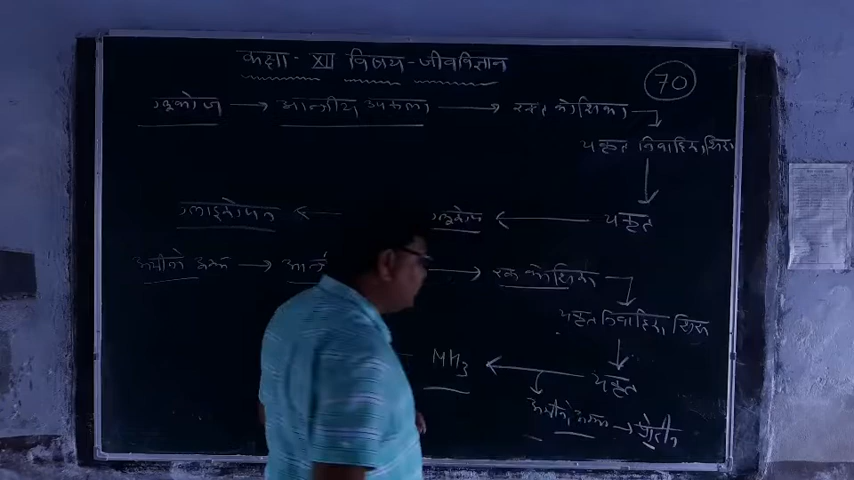 कक्षा - XII विषय - जीवविज्ञान
70
ग्लूकोज → आन्त्रीय उपकला → रक्त कोशिका
यकृत निवाहिका शिरा
ग्लाइकोजन ← ग्लूकोज ← यकृत
अमीनो अम्ल → → रक्त कोशिका
यकृत निवाहिका शिरा
NH3 ← यकृत
अमीनो अम्ल → प्रोटीन